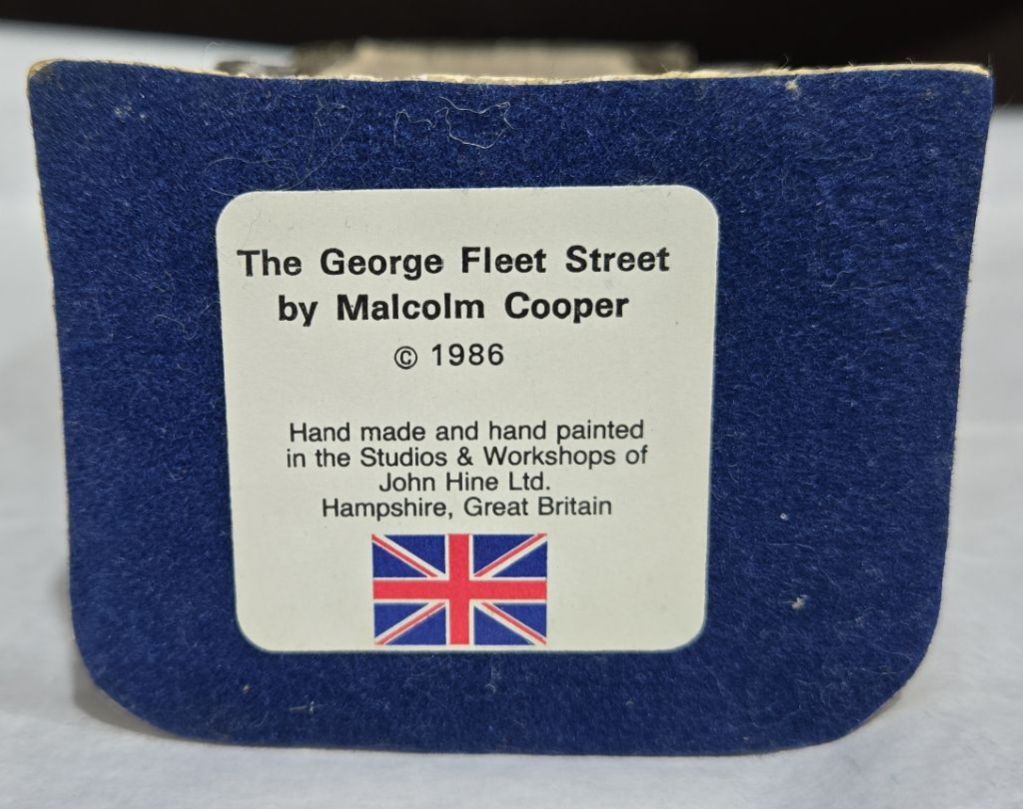 The George Fleet Street
by Malcolm Cooper
© 1986
Hand made and hand painted
in the Studios & Workshops of
John Hine Ltd.
Hampshire, Great Britain